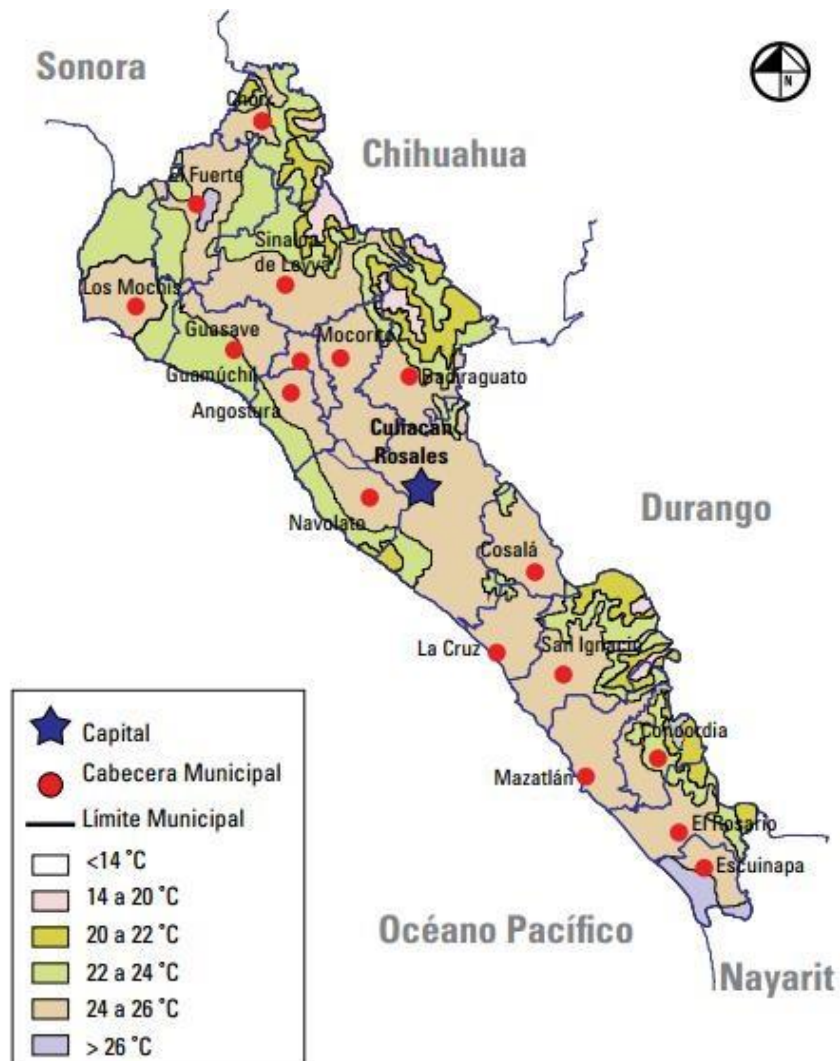 Sonora
N
Choix
Chihuahua
El Fuerte
Sinaloa
de Leyva
Los Mochis
Guasave
Mocorito
Guamúchil
Badiraguato
Angostura
Culiacán
Rosales
Durango
Navolato
Cosalá
La Cruz
San Ignacio
Capital
Cabecera Municipal
Concordia
Mazatlán
Límite Municipal
El Rosario
<14 °C
Escuinapa
14 a 20 °C
20 a 22 °C
Océano Pacífico
22 a 24 °C
Nayarit
24 a 26 °C
> 26 °C